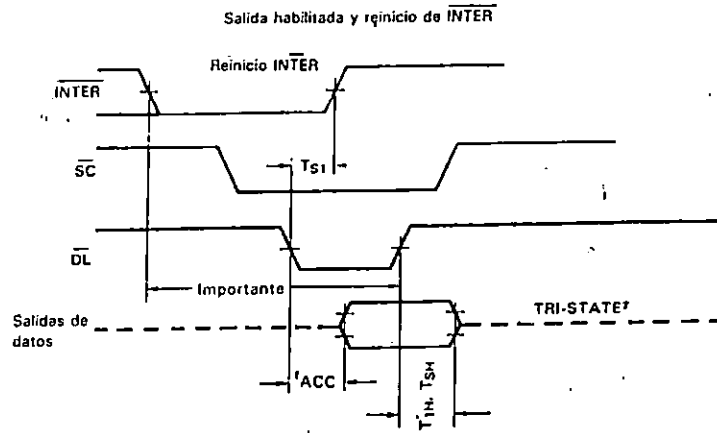 Salida habilitada y reinicio de INTER
Reinicio INTER
INTER
SC
TS1
DL
Importante
Salidas de
datos
TRI-STATE
tACC
T1H, TSH